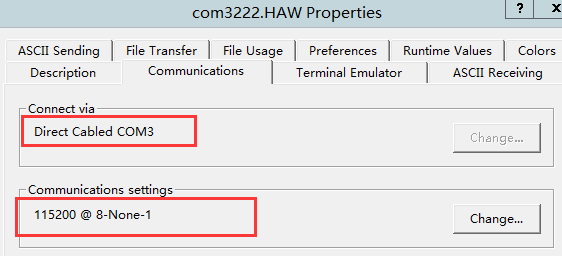 com3222.HAW Properties
?
ASCII Sending File Transfer File Usage Preferences Runtime Values Colors
Description Communications Terminal Emulator ASCII Receiving
Connect via
Direct Cabled COM3
Change...
Communications settings
115200 @ 8-None-1
Change...